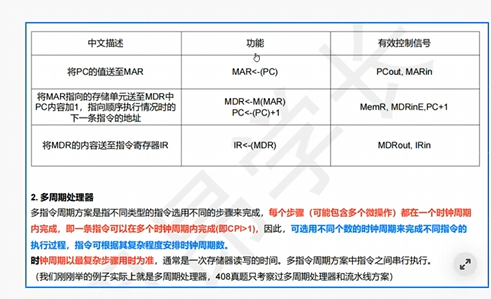 中文描述 功能 有效控制信号
将PC的值送至MAR MAR<-(PC) PCout, MARin
将MAR指向的存储单元送至MDR中
PC内容加1，指向顺序执行情况时的
下一条指令的地址
MDR<-M(MAR)
PC<-(PC)+1
MemR, MDRinE,PC+1
将MDR的内容送至指令寄存器IR IR<-(MDR) MDRout, IRin
2. 多周期处理器
多指令周期方案是指不同类型的指令选用不同的步骤来完成，每个步骤（可能包含多个微操作）都在一个时钟周期
内完成，即一条指令可以在多个时钟周期内完成(即CPI>1)，因此，可选用不同个数的时钟周期来完成不同指令的
执行过程，指令可根据其复杂程度安排时钟周期数。
时钟周期以最复杂步骤用时为准，通常是一次存储器读写的时间。多指令周期方案中指令之间串行执行。
（我们刚刚举的例子实际上就是多周期处理器，408真题只考察过多周期处理器和流水线方案）